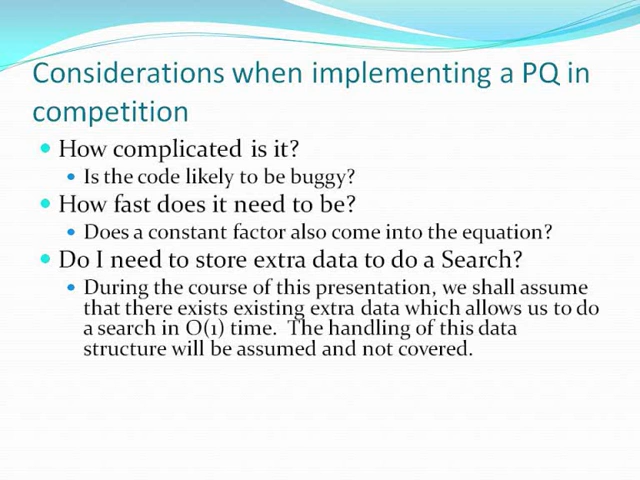 Considerations when implementing a PQ in
competition
How complicated is it?
Is the code likely to be buggy?
How fast does it need to be?
Does a constant factor also come into the equation?
Do I need to store extra data to do a Search?
During the course of this presentation, we shall assume
that there exists existing extra data which allows us to do
a search in O(1) time.  The handling of this data
structure will be assumed and not covered.